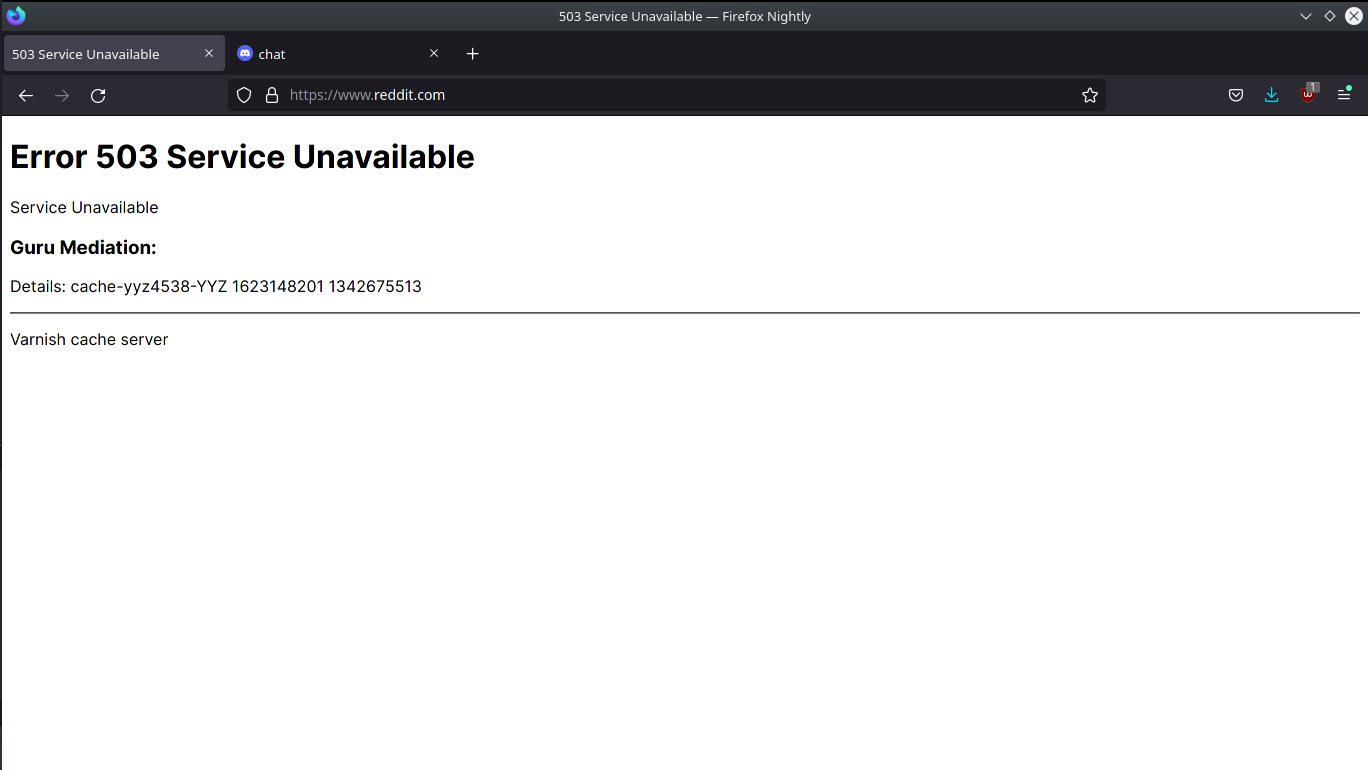 503 Service Unavailable — Firefox Nightly
503 Service Unavailable
chat
https://www.reddit.com
1
Error 503 Service Unavailable
Service Unavailable
Guru Mediation:
Details: cache-yyz4538-YYZ 1623148201 1342675513
Varnish cache server